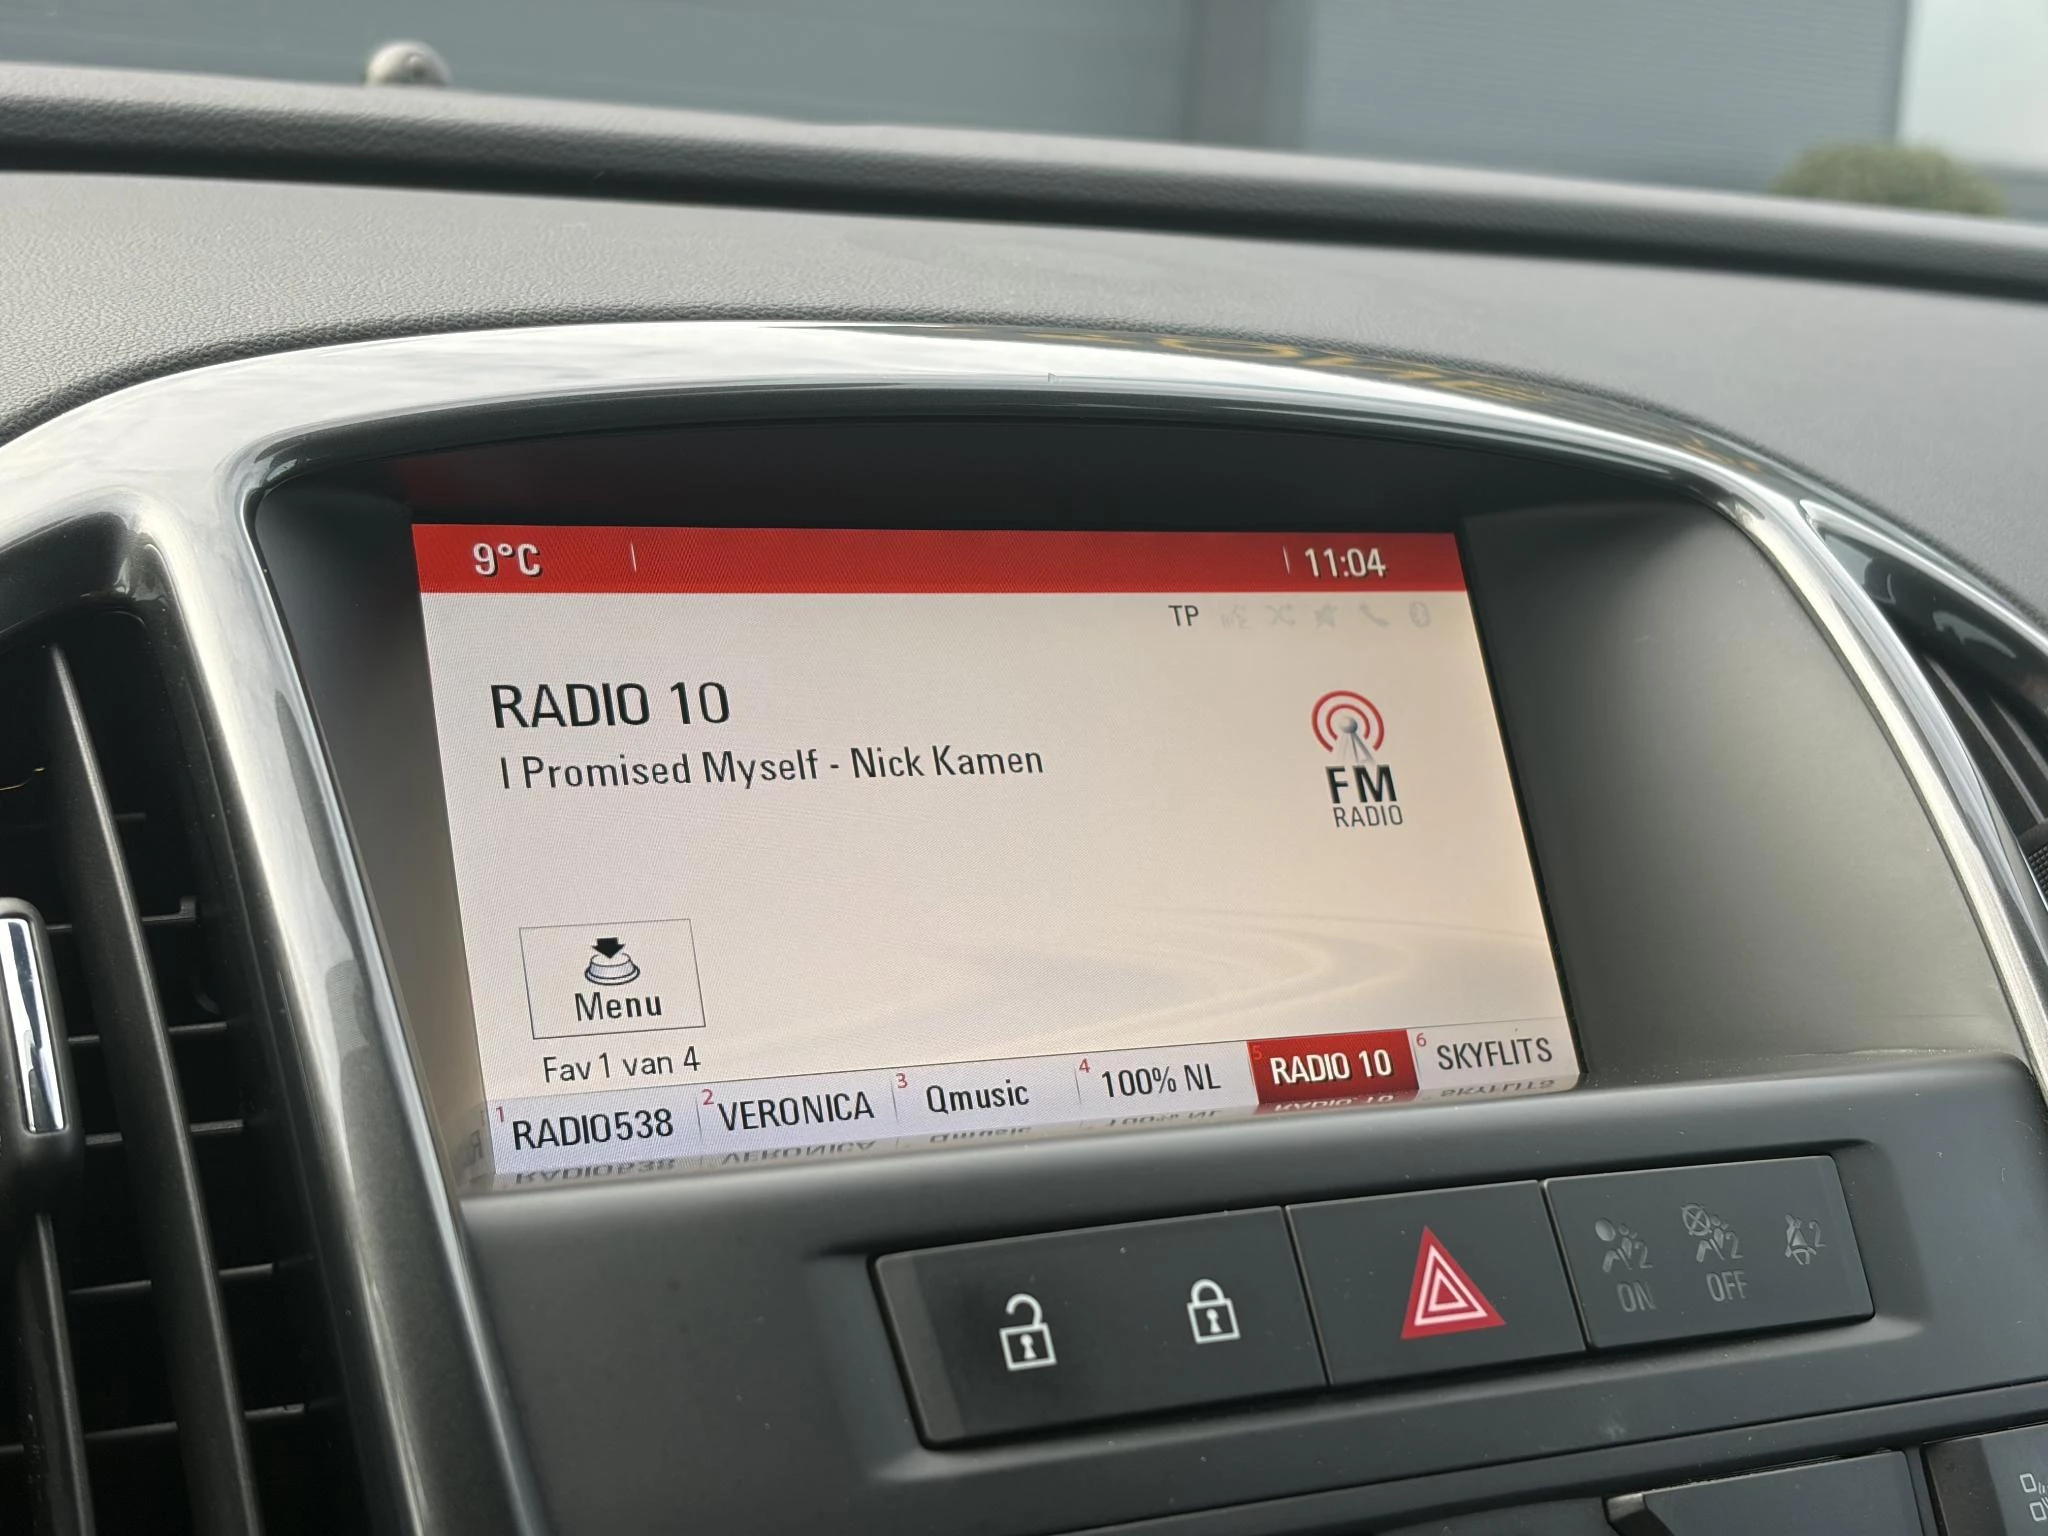 9°C 11:04
TP
RADIO 10
I Promised Myself - Nick Kamen
FM
RADIO
Menu
Fav 1 van 4
1 RADIO538 2 VERONICA 3 Qmusic 4 100% NL 5 RADIO 10 6 SKYFLITS
2 2 2
ON OFF